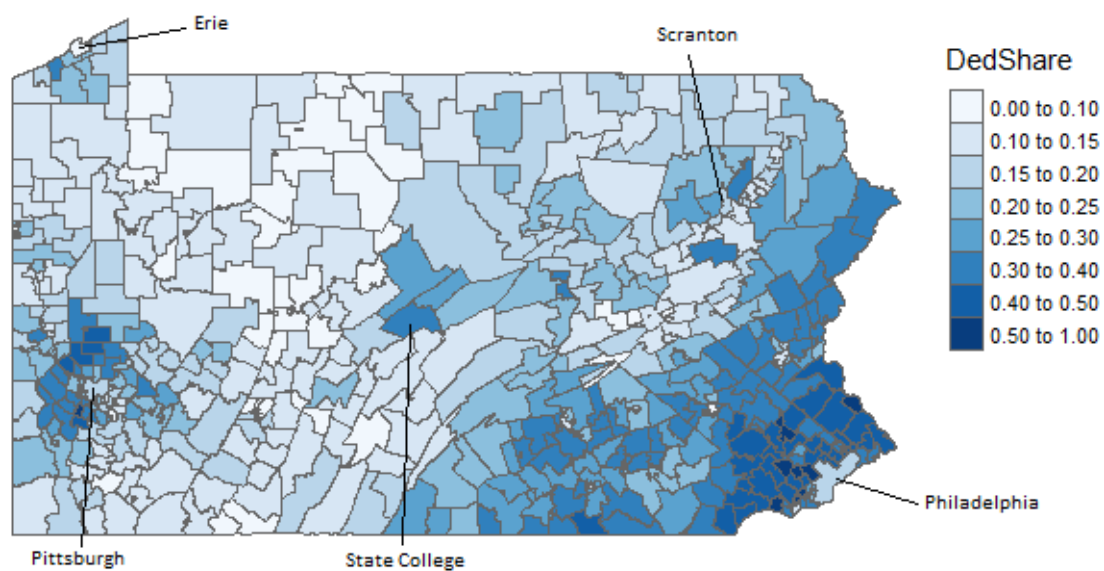 Erie
Scranton
DedShare
0.00 to 0.10
0.10 to 0.15
0.15 to 0.20
0.20 to 0.25
0.25 to 0.30
0.30 to 0.40
0.40 to 0.50
0.50 to 1.00
Philadelphia
Pittsburgh
State College